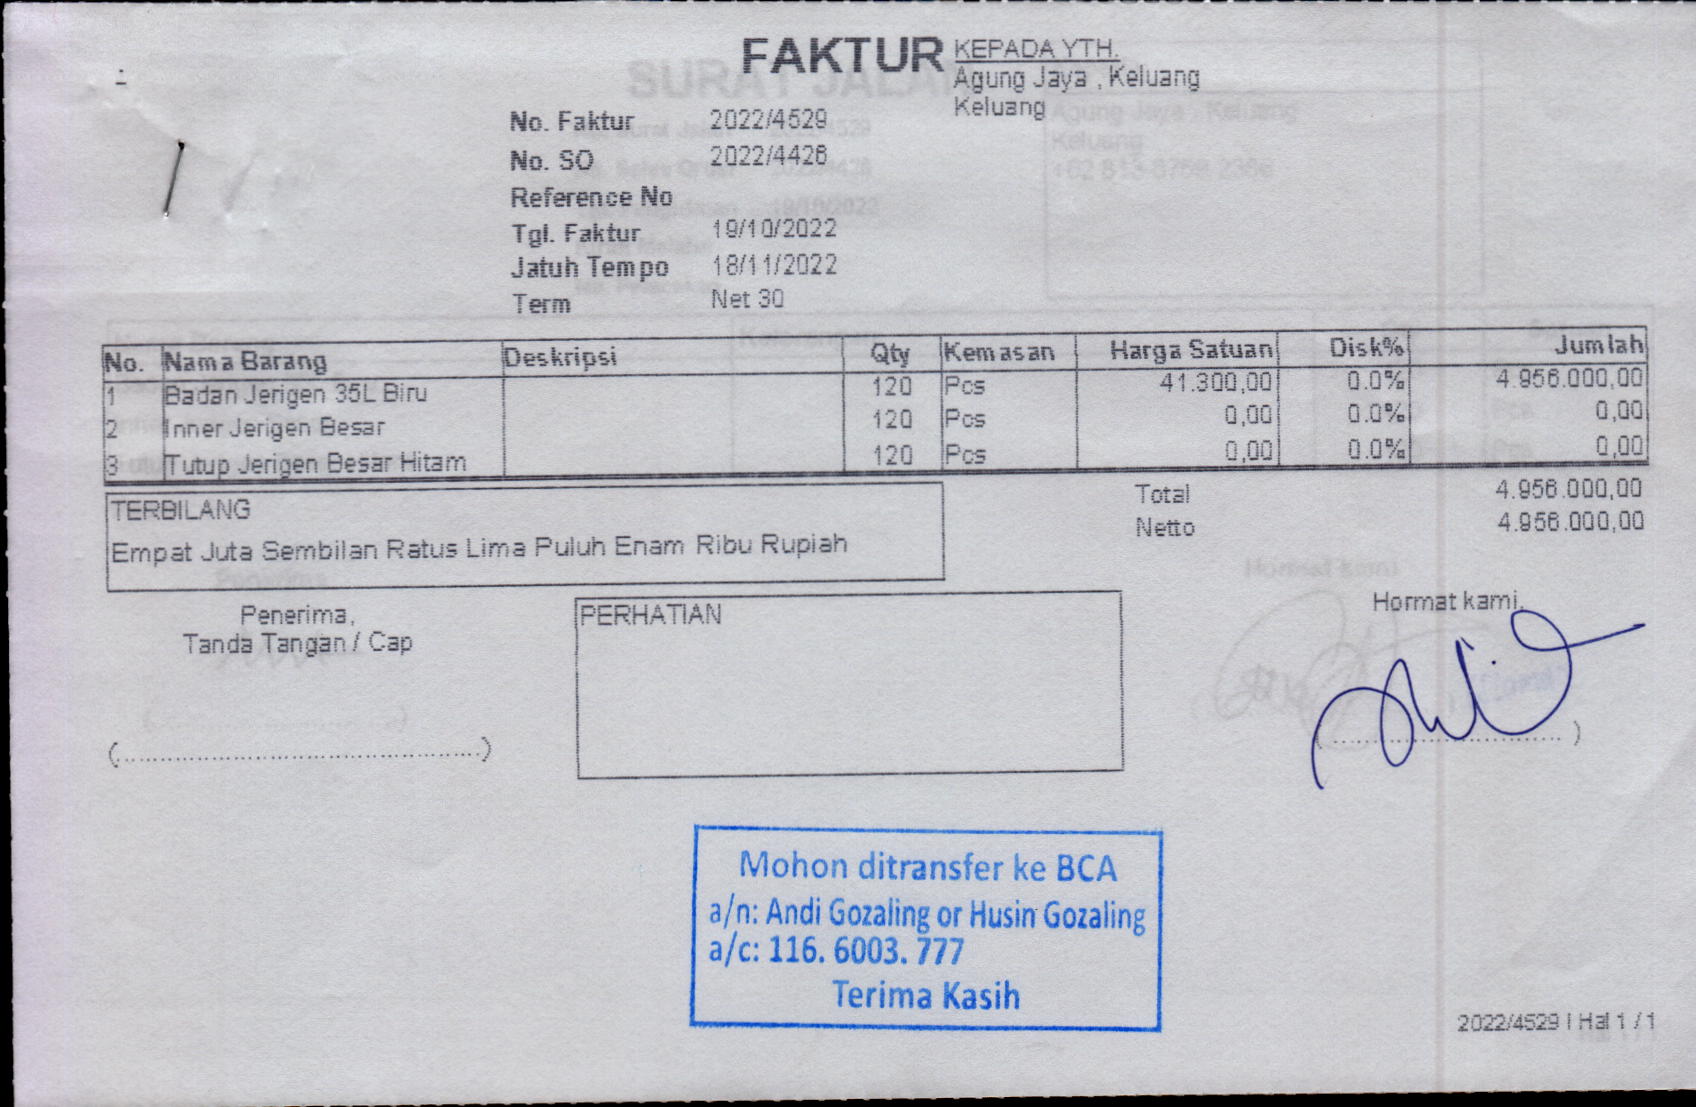 FAKTUR
KEPADA YTH.
Agung Jaya , Keluang
Keluang
No. Faktur 2022/4529
No. SO 2022/4426
Reference No
Tgl. Faktur 19/10/2022
Jatuh Tempo 18/11/2022
Term Net 30
No. Nama Barang Deskripsi Qty Kemasan Harga Satuan Disk% Jumlah
1 Badan Jerigen 35L Biru 120 Pcs 41.300,00 0.0% 4.956.000,00
2 Inner Jerigen Besar 120 Pcs 0,00 0.0% 0,00
3 Tutup Jerigen Besar Hitam 120 Pcs 0,00 0.0% 0,00
Total 4.956.000,00
Netto 4.956.000,00
TERBILANG
Empat Juta Sembilan Ratus Lima Puluh Enam Ribu Rupiah
Penerima,
Tanda Tangan / Cap
(..........................................)
PERHATIAN
Hormat kami,
(..............................)
Mohon ditransfer ke BCA
a/n: Andi Gozaling or Husin Gozaling
a/c: 116. 6003. 777
Terima Kasih
2022/4529 | Hal 1 / 1